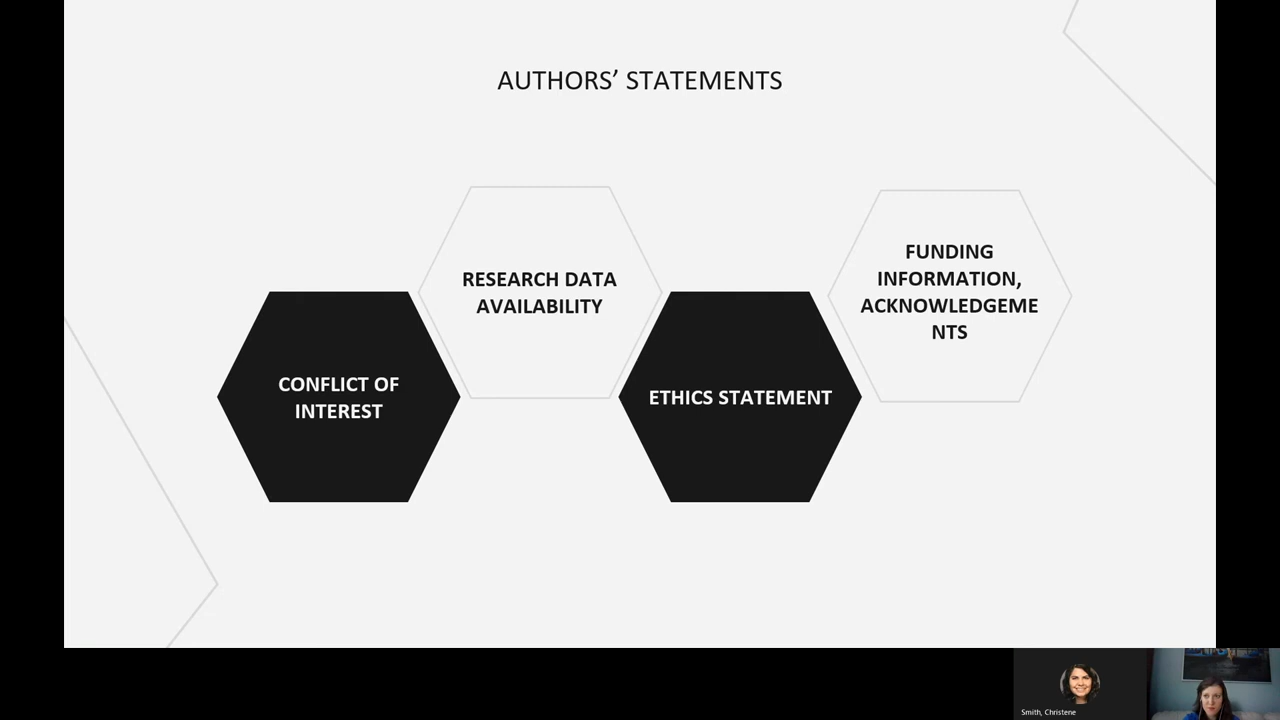 AUTHORS’ STATEMENTS
CONFLICT OF
INTEREST
RESEARCH DATA
AVAILABILITY
ETHICS STATEMENT
FUNDING
INFORMATION,
ACKNOWLEDGEME
NTS
Smith, Christene